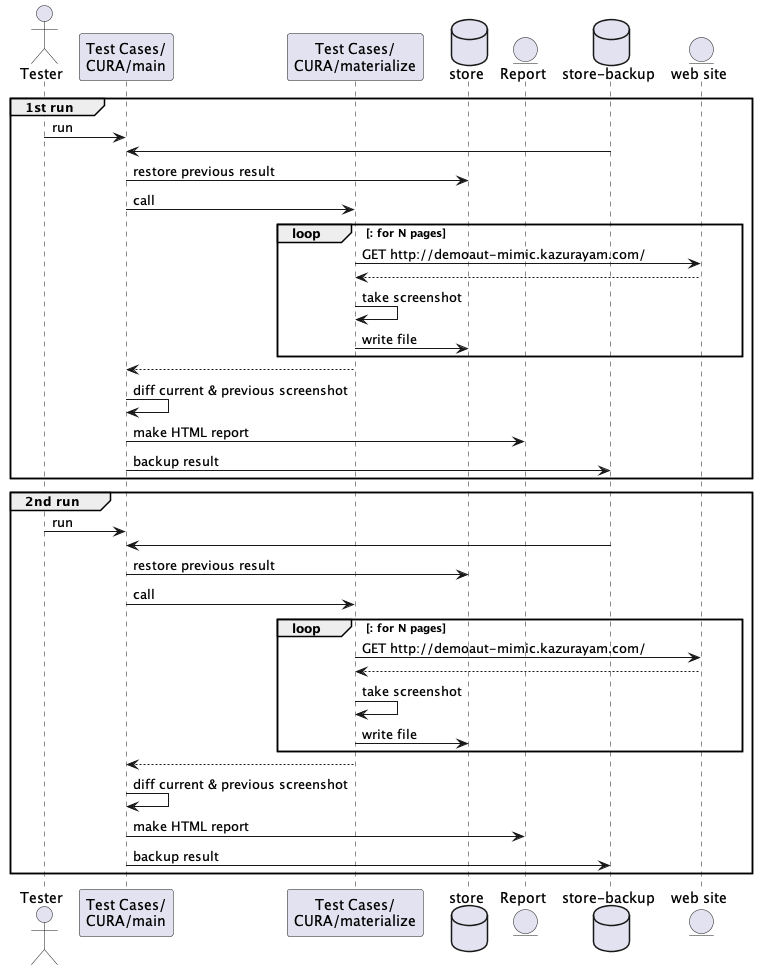 Tester
Test Cases/
CURA/main
Test Cases/
CURA/materialize
store
Report
store-backup
web site
1st run
run
restore previous result
call
loop [: for N pages]
GET http://demoaut-mimic.kazurayam.com/
take screenshot
write file
diff current & previous screenshot
make HTML report
backup result
2nd run
run
restore previous result
call
loop [: for N pages]
GET http://demoaut-mimic.kazurayam.com/
take screenshot
write file
diff current & previous screenshot
make HTML report
backup result
Tester
Test Cases/
CURA/main
Test Cases/
CURA/materialize
store
Report
store-backup
web site